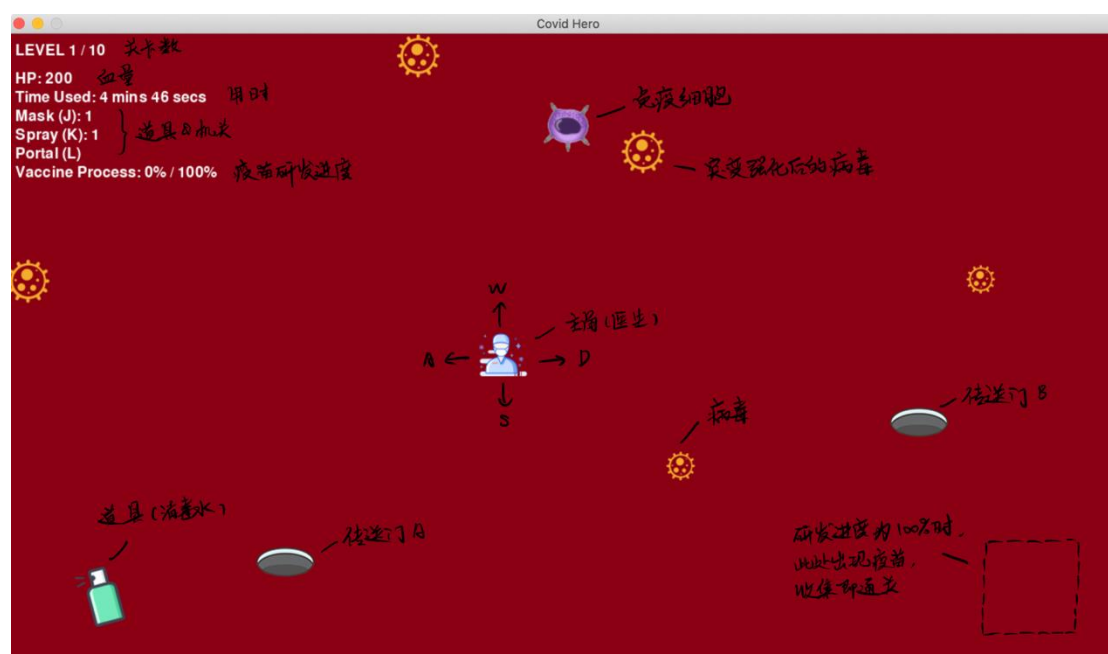 Covid Hero
LEVEL 1 / 10 关卡数
HP: 200 血量
Time Used: 4 mins 46 secs 用时
Mask (J): 1
Spray (K): 1 道具&机关
Portal (L)
Vaccine Process: 0% / 100% 疫苗研发进度
免疫细胞
突变强化后的病毒
W
主角(医生)
A
D
S
传送门 B
病毒
道具(消毒水)
传送门 A
研发进度为100%时,
此处出现疫苗,
收集即通关